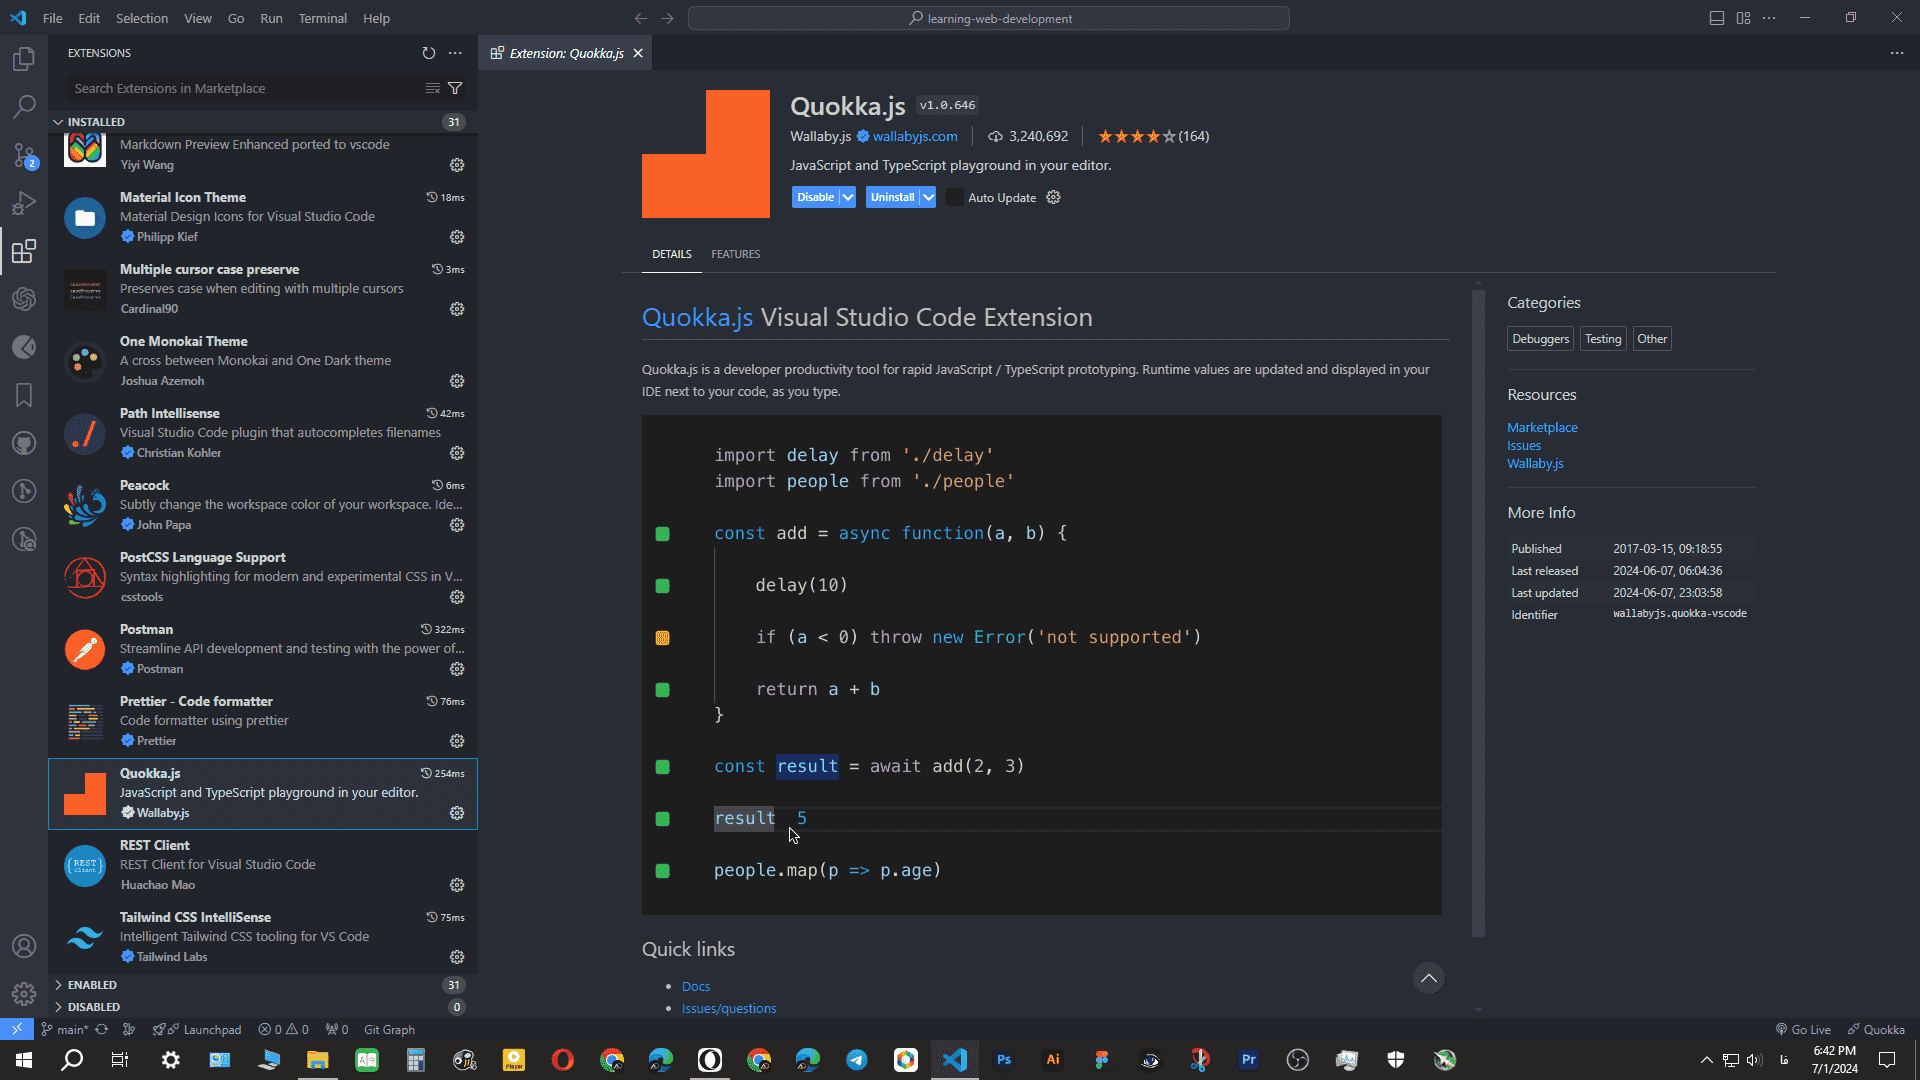 File Edit Selection View Go Run Terminal Help
learning-web-development
EXTENSIONS
Search Extensions in Marketplace
INSTALLED 31
Markdown Preview Enhanced ported to vscode
Yiyi Wang
Material Icon Theme 18ms
Material Design Icons for Visual Studio Code
Philipp Kief
Multiple cursor case preserve 3ms
Preserves case when editing with multiple cursors
Cardinal90
One Monokai Theme
A cross between Monokai and One Dark theme
Joshua Azemoh
Path Intellisense 42ms
Visual Studio Code plugin that autocompletes filenames
Christian Kohler
Peacock 6ms
Subtly change the workspace color of your workspace. Ide...
John Papa
PostCSS Language Support
Syntax highlighting for modern and experimental CSS in V...
csstools
Postman 322ms
Streamline API development and testing with the power of...
Postman
Prettier - Code formatter 76ms
Code formatter using prettier
Prettier
Quokka.js 254ms
JavaScript and TypeScript playground in your editor.
Wallaby.js
REST Client
REST Client for Visual Studio Code
Huachao Mao
Tailwind CSS IntelliSense 75ms
Intelligent Tailwind CSS tooling for VS Code
Tailwind Labs
ENABLED 31
DISABLED 0
2
Extension: Quokka.js
Quokka.js v1.0.646
Wallaby.js wallabyjs.com 3,240,692 (164)
JavaScript and TypeScript playground in your editor.
Disable Uninstall Auto Update
DETAILS FEATURES
Quokka.js Visual Studio Code Extension
Quokka.js is a developer productivity tool for rapid JavaScript / TypeScript prototyping. Runtime values are updated and displayed in your
IDE next to your code, as you type.
import delay from './delay'
import people from './people'
const add = async function(a, b) {
delay(10)
if (a < 0) throw new Error('not supported')
return a + b
}
const result = await add(2, 3)
result 5
people.map(p => p.age)
Quick links
Docs
Issues/questions
Categories
Debuggers Testing Other
Resources
Marketplace
Issues
Wallaby.js
More Info
Published 2017-03-15, 09:18:55
Last released 2024-06-07, 06:04:36
Last updated 2024-06-07, 23:03:58
Identifier wallabyjs.quokka-vscode
main* Launchpad 0 0 0 Git Graph Go Live Quokka
Player Ps Ai Pr
فا
6:42 PM
7/1/2024